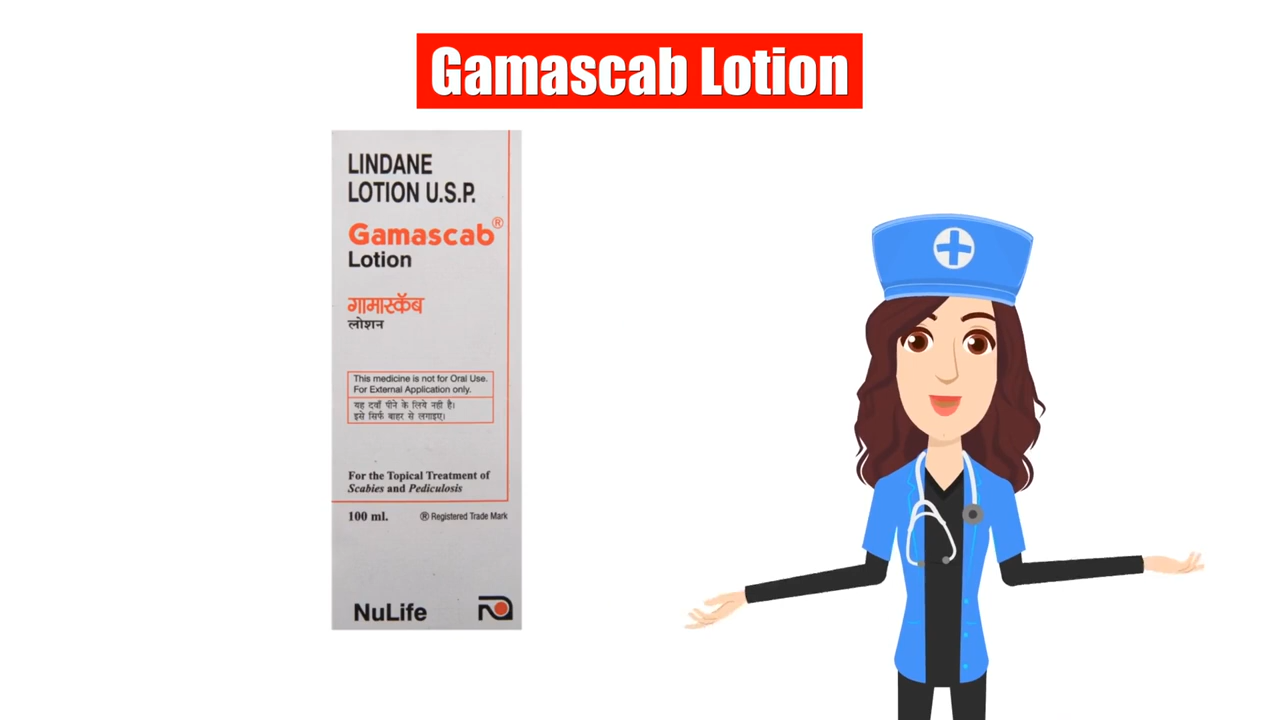 Gamascab Lotion
LINDANE
LOTION U.S.P.
Gamascab®
Lotion
गामास्कॅब
लोशन
This medicine is not for Oral Use.
For External Application only.
यह दवाँ पीने के लिये नही है।
इसे सिर्फ बाहर से लगाइए।
For the Topical Treatment of
Scabies and Pediculosis
100 ml. ® Registered Trade Mark
NuLife